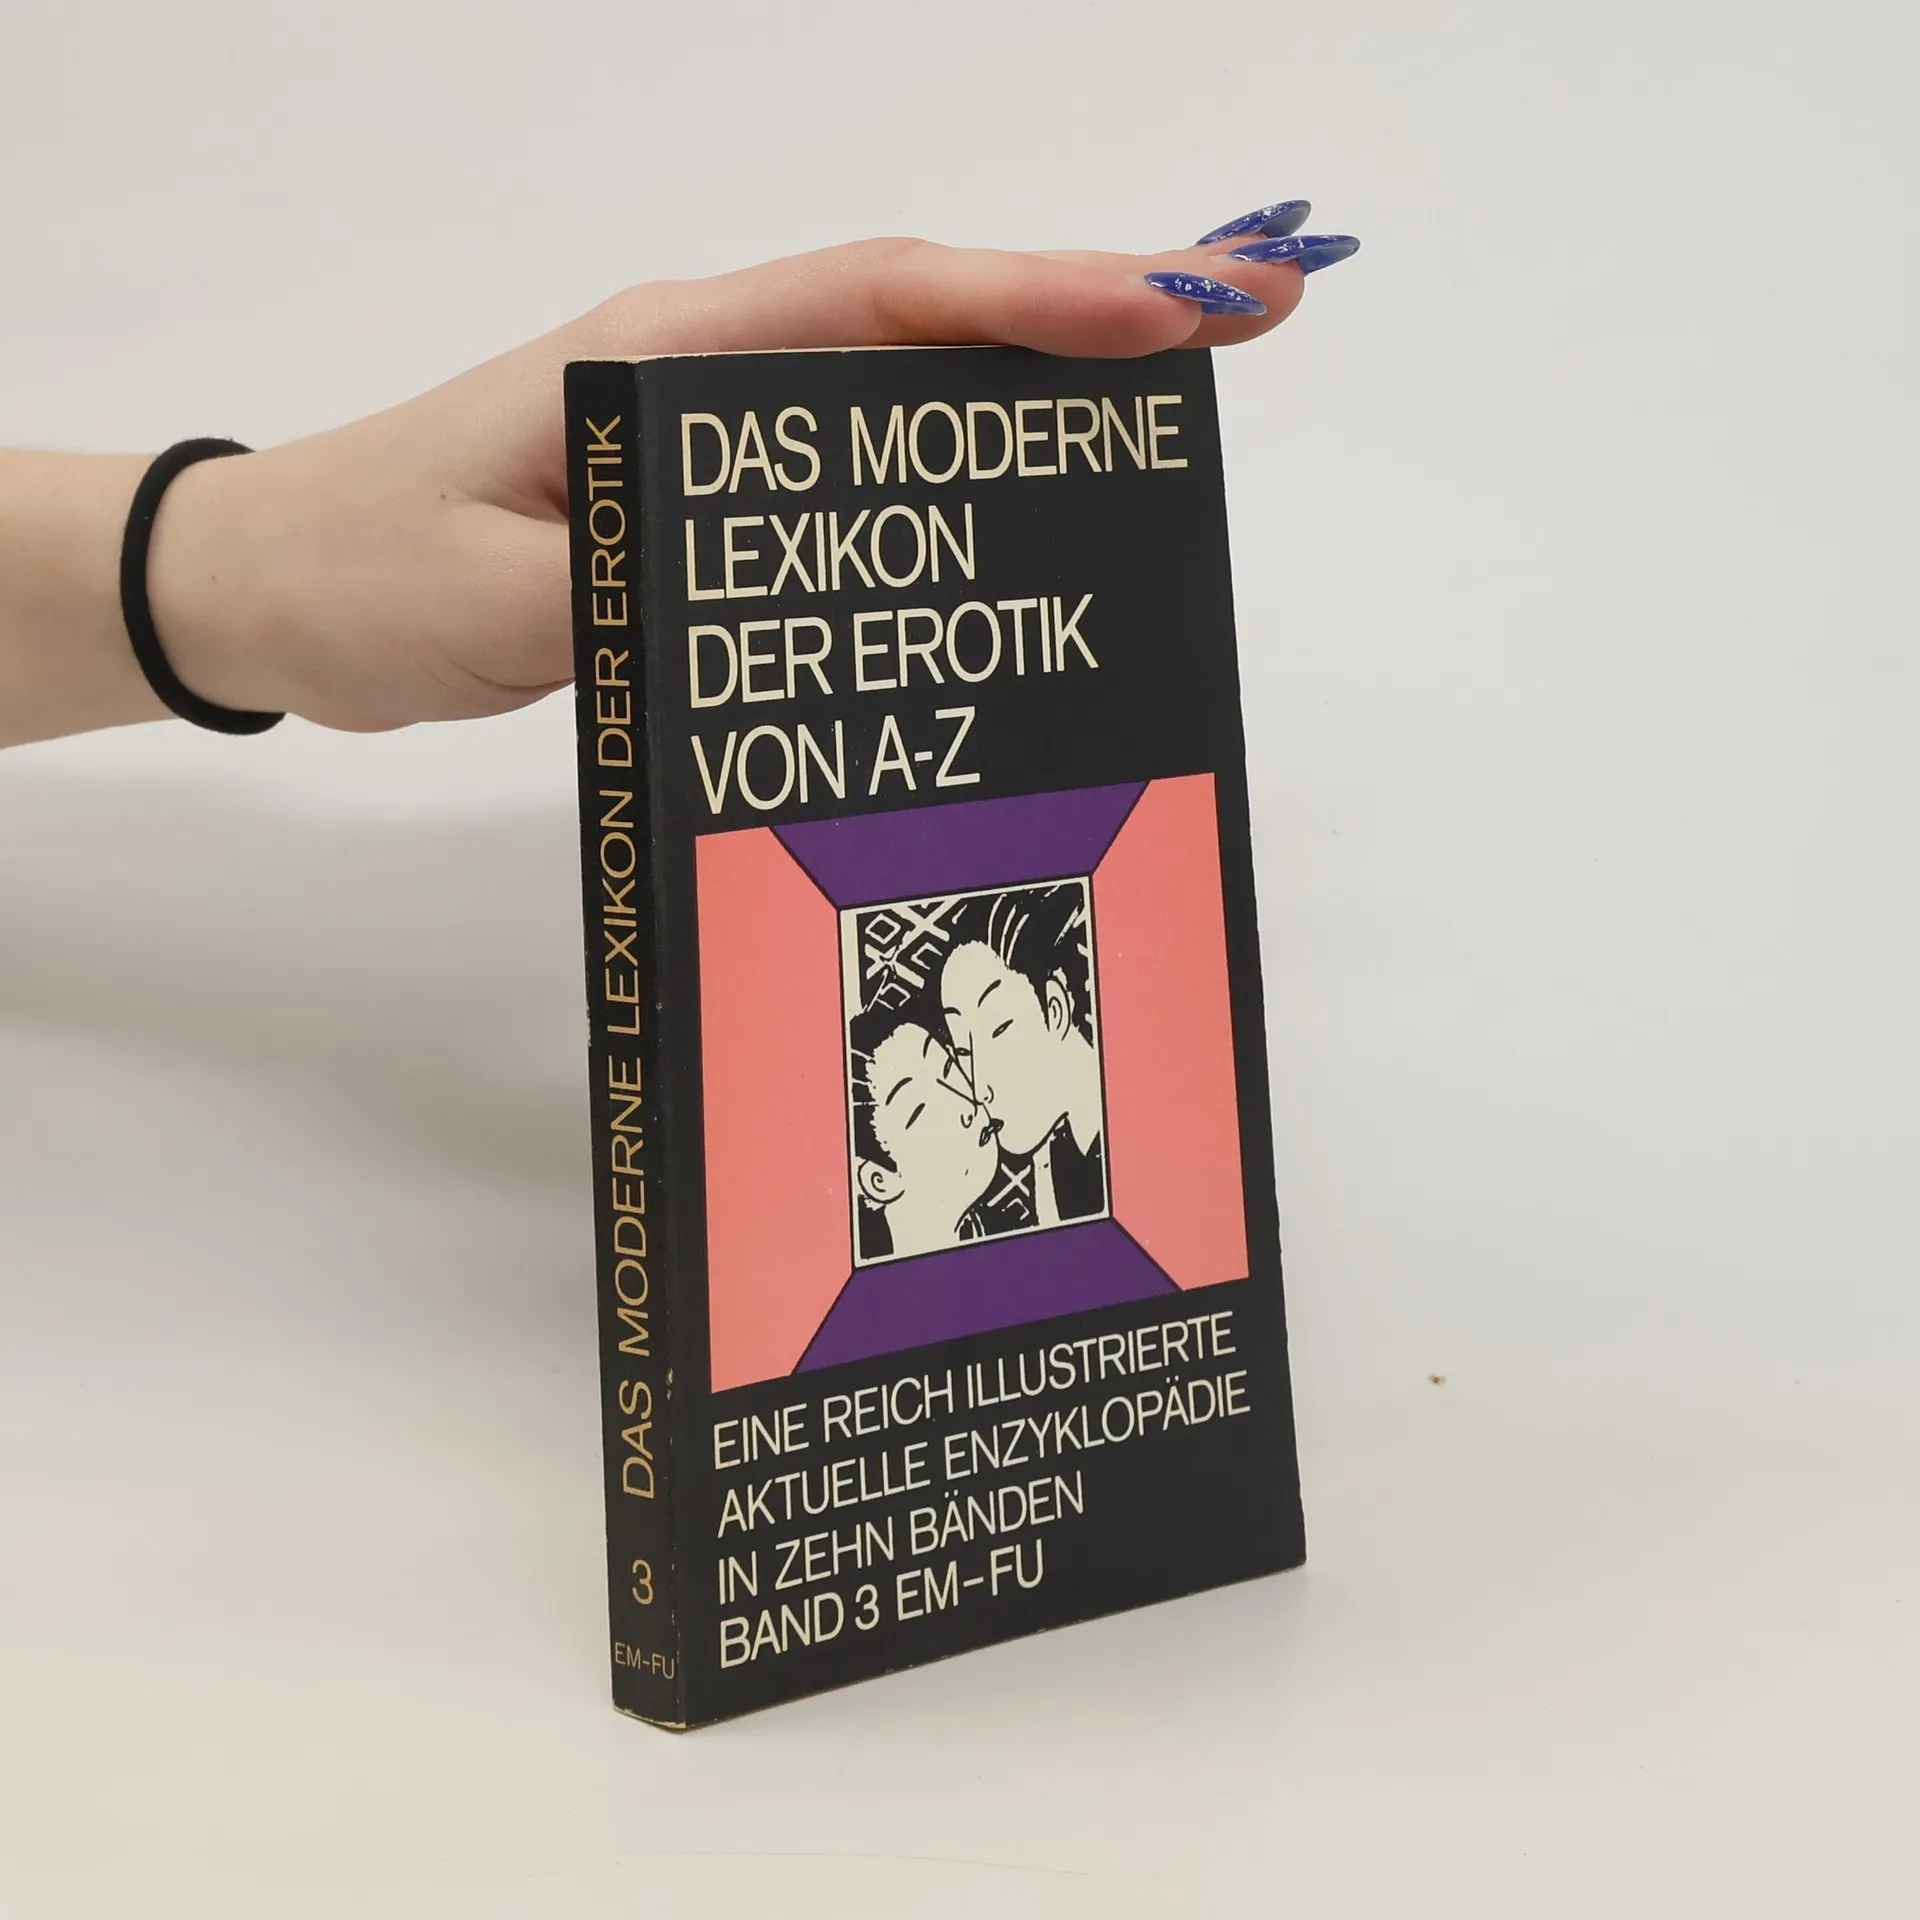 DAS MODERNE LEXIKON DER EROTIK
3
EM-FU
DAS MODERNE
LEXIKON
DER EROTIK
VON A-Z
EINE REICH ILLUSTRIERTE
AKTUELLE ENZYKLOPÄDIE
IN ZEHN BÄNDEN
BAND 3 EM-FU